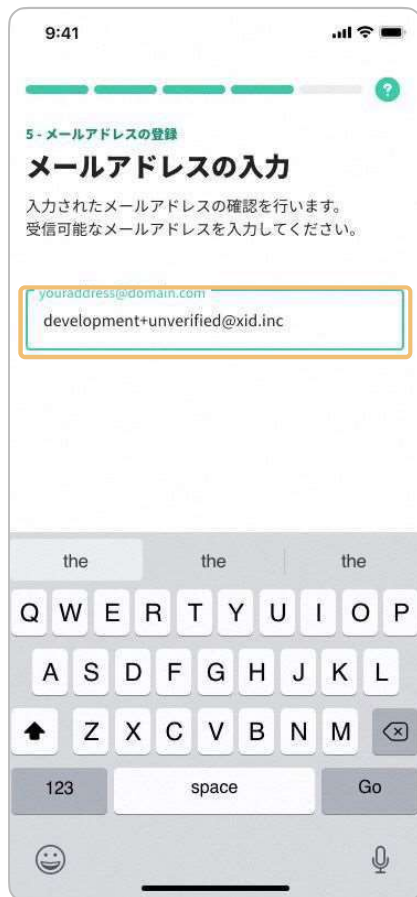 9:41
?
5 - メールアドレスの登録
メールアドレスの入力
入力されたメールアドレスの確認を行います。
受信可能なメールアドレスを入力してください。
youraddress@domain.com
development+unverified@xid.inc
the the the
Q W E R T Y U I O P
A S D F G H J K L
Z X C V B N M
123 space Go